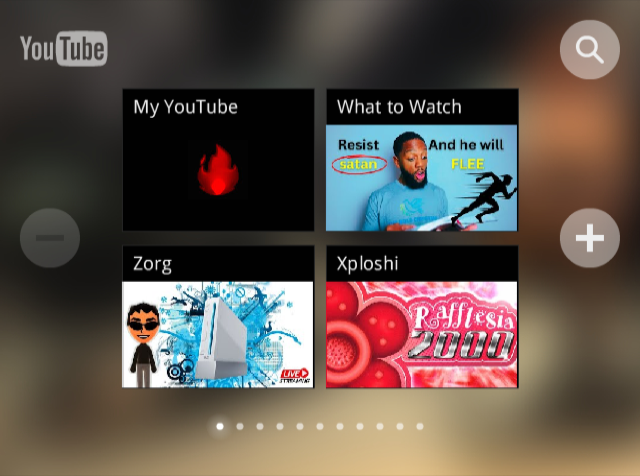 YouTube
My YouTube
What to Watch
Resist
satan
And he will
FLEE
Zorg
Xploshi
LIVE
STREAMING
Rafflesia
2000